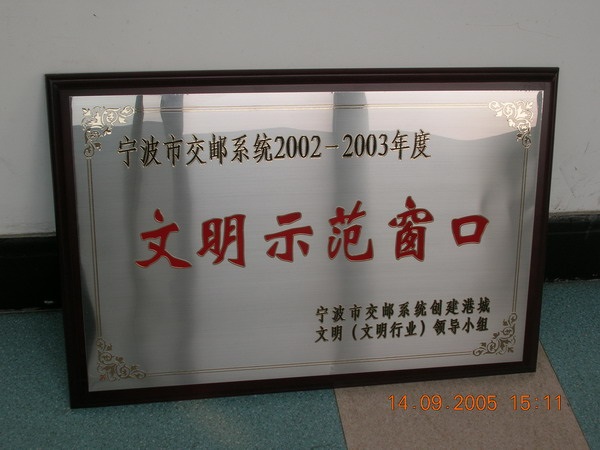 宁波市交邮系统2002-2003年度
文明示范窗口
宁波市交邮系统创建港城
文明（文明行业）领导小组
14-09-2005 15:11